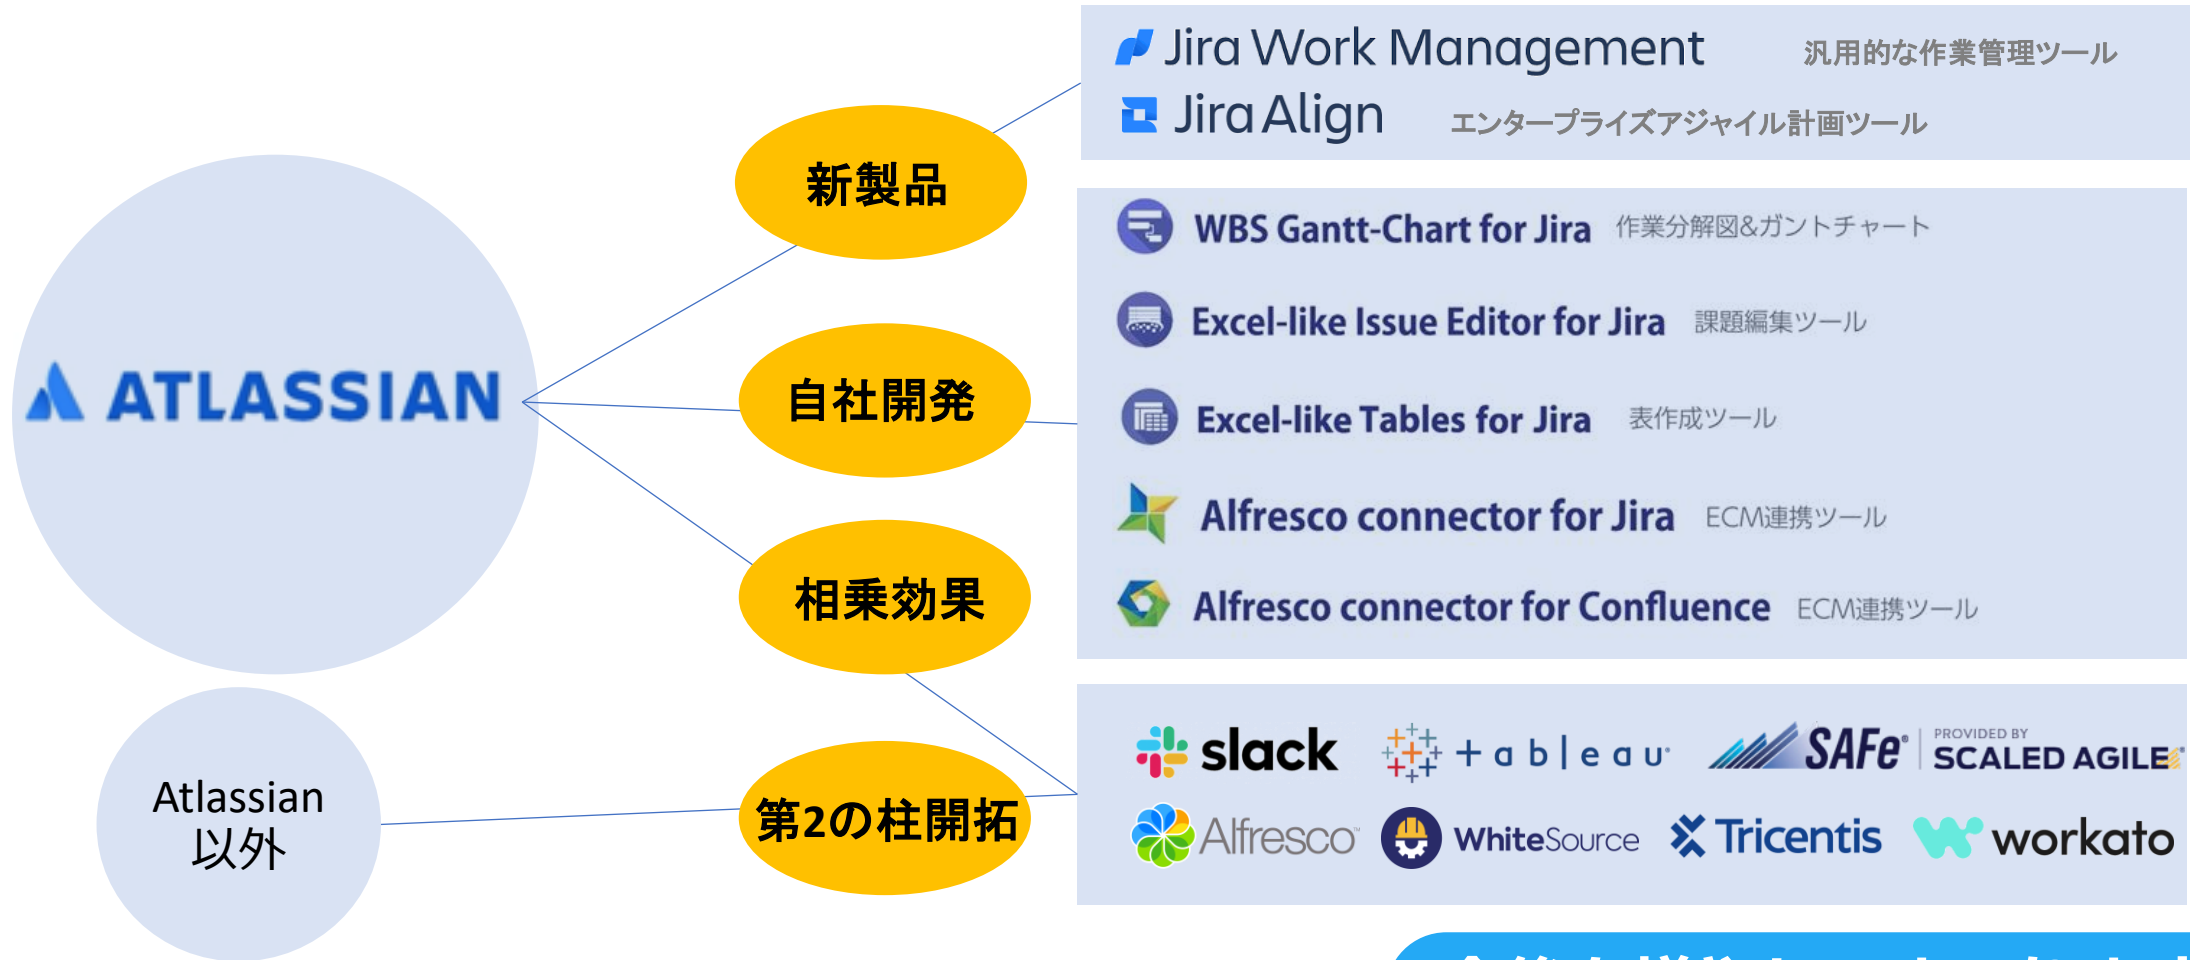 Jira Work Management 汎用的な作業管理ツール
Jira Align エンタープライズアジャイル計画ツール
新製品
WBS Gantt-Chart for Jira 作業分解図&ガントチャート
Excel-like Issue Editor for Jira 課題編集ツール
ATLASSIAN
自社開発
Excel-like Tables for Jira 表作成ツール
Alfresco connector for Jira ECM連携ツール
相乗効果
Alfresco connector for Confluence ECM連携ツール
slack
+ableau
SAFe®
PROVIDED BY
SCALED AGILE
Atlassian
以外
第2の柱開拓
Alfresco™
WhiteSource
Tricentis
workato